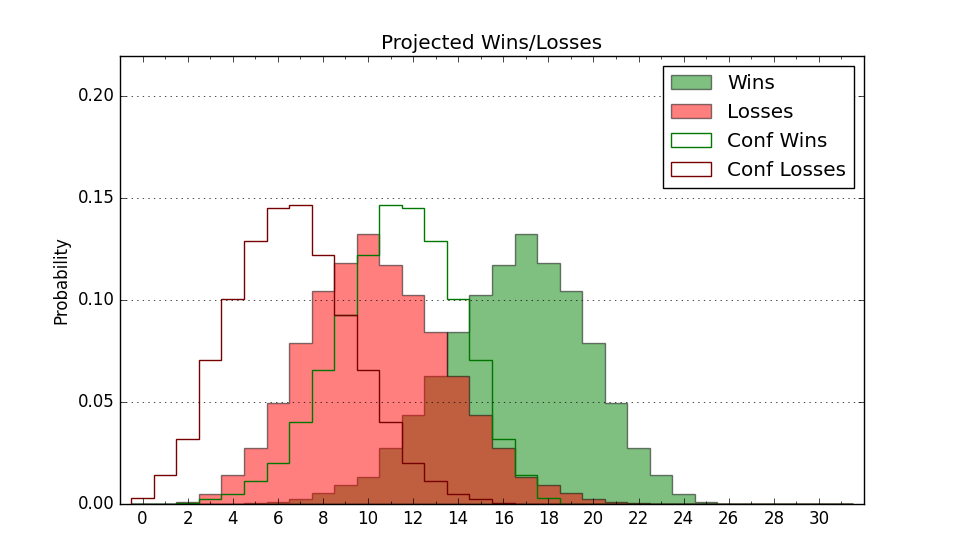 Projected Wins/Losses
Probability
0.20
0.15
0.10
0.05
0.00
0 2 4 6 8 10 12 14 16 18 20 22 24 26 28 30
Wins
Losses
Conf Wins
Conf Losses